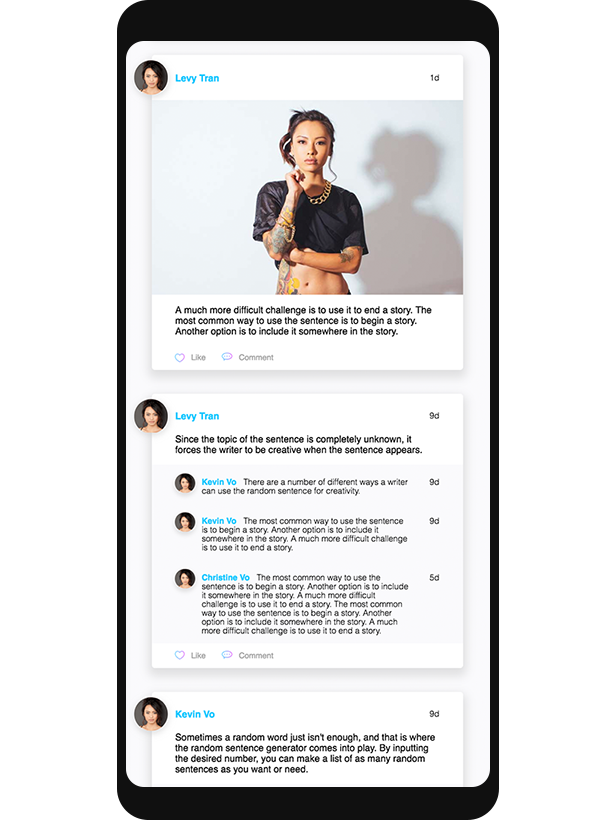 Levy Tran 1d
A much more difficult challenge is to use it to end a story. The
most common way to use the sentence is to begin a story.
Another option is to include it somewhere in the story.
Like Comment
Levy Tran 9d
Since the topic of the sentence is completely unknown, it
forces the writer to be creative when the sentence appears.
Kevin Vo There are a number of different ways a writer 9d
can use the random sentence for creativity.
Kevin Vo The most common way to use the sentence 9d
is to begin a story. Another option is to include it
somewhere in the story. A much more difficult challenge
is to use it to end a story.
Christine Vo The most common way to use the 5d
sentence is to begin a story. Another option is to include
it somewhere in the story. A much more difficult
challenge is to use it to end a story. The most common
way to use the sentence is to begin a story. Another
option is to include it somewhere in the story. A much
more difficult challenge is to use it to end a story.
Like Comment
Kevin Vo 9d
Sometimes a random word just isn't enough, and that is where
the random sentence generator comes into play. By inputting
the desired number, you can make a list of as many random
sentences as you want or need.